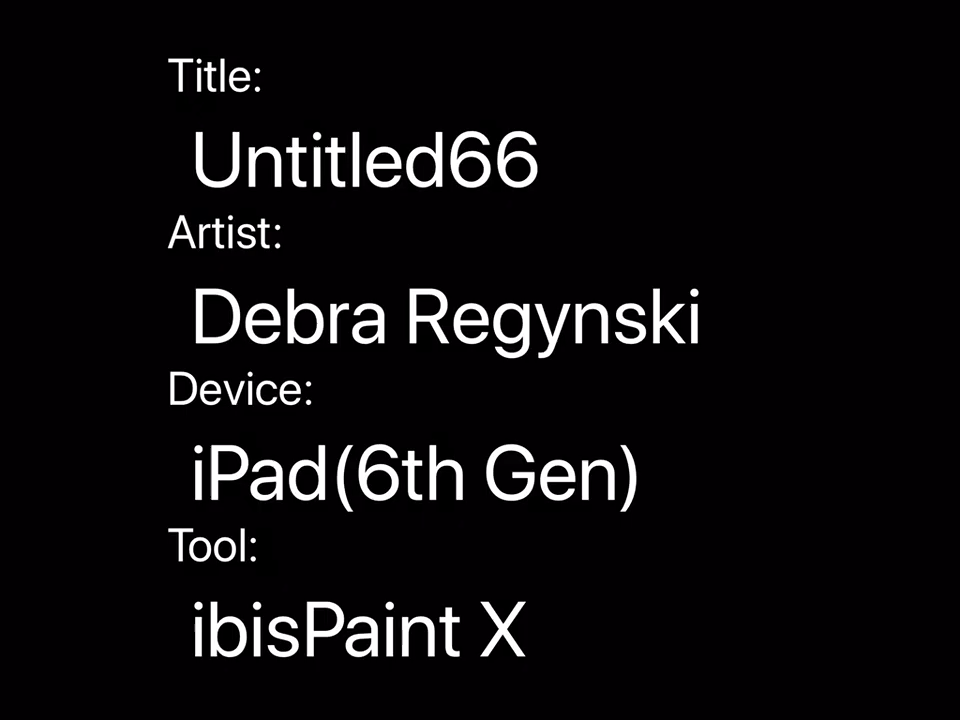 Title:
Untitled66
Artist:
Debra Regynski
Device:
iPad(6th Gen)
Tool:
ibisPaint X